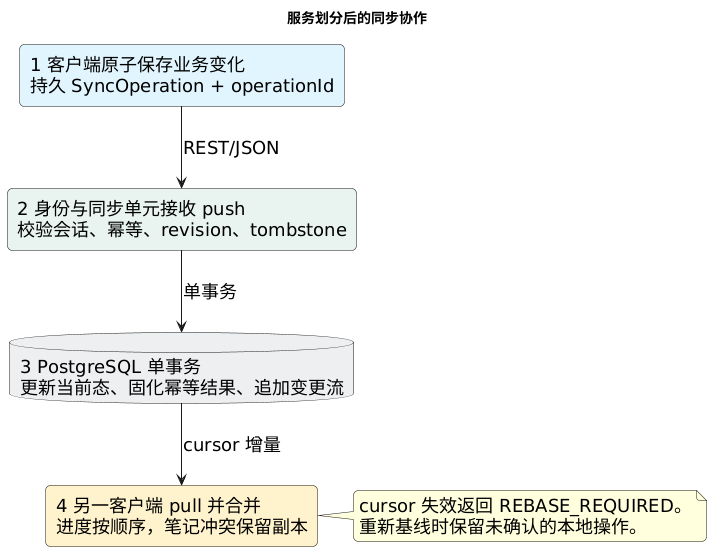 服务划分后的同步协作
1 客户端原子保存业务变化
持久 SyncOperation + operationId
REST/JSON
2 身份与同步单元接收 push
校验会话、幂等、revision、tombstone
单事务
3 PostgreSQL 单事务
更新当前态、固化幂等结果、追加变更流
cursor 增量
4 另一客户端 pull 并合并
进度按顺序，笔记冲突保留副本
cursor 失效返回 REBASE_REQUIRED。
重新基线时保留未确认的本地操作。